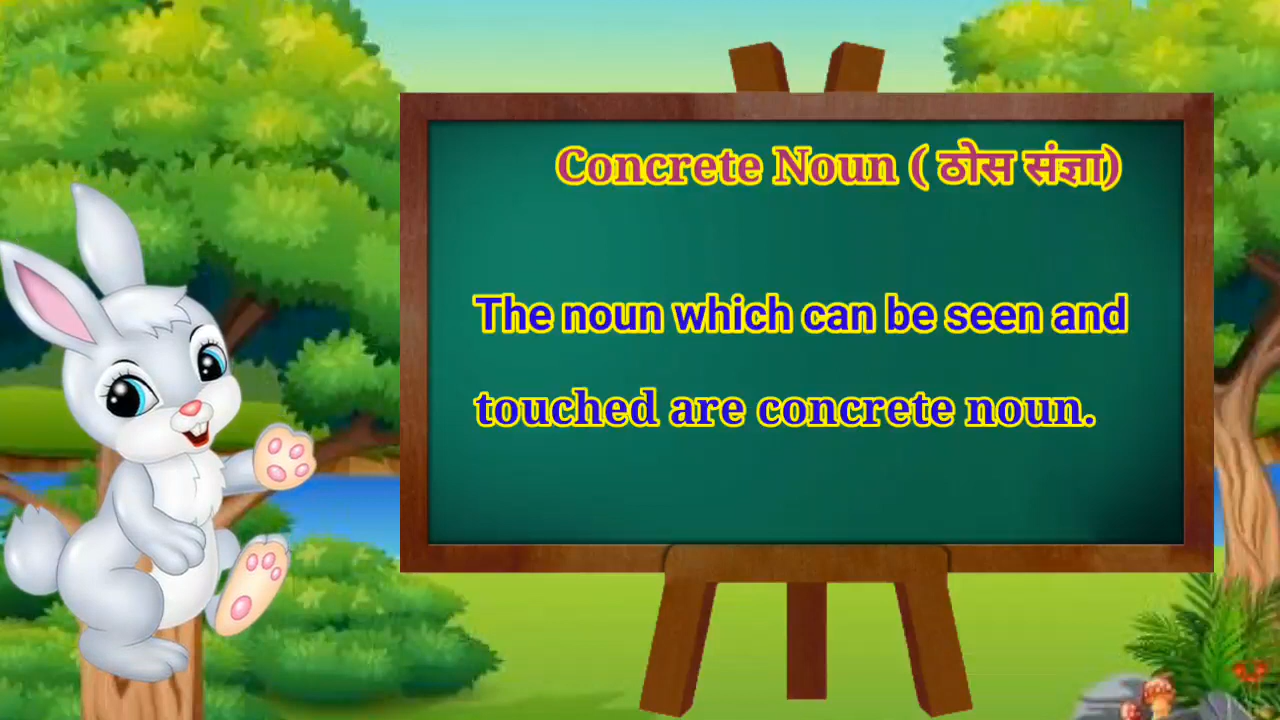 Concrete Noun ( ठोस संज्ञा)
The noun which can be seen and
touched are concrete noun.